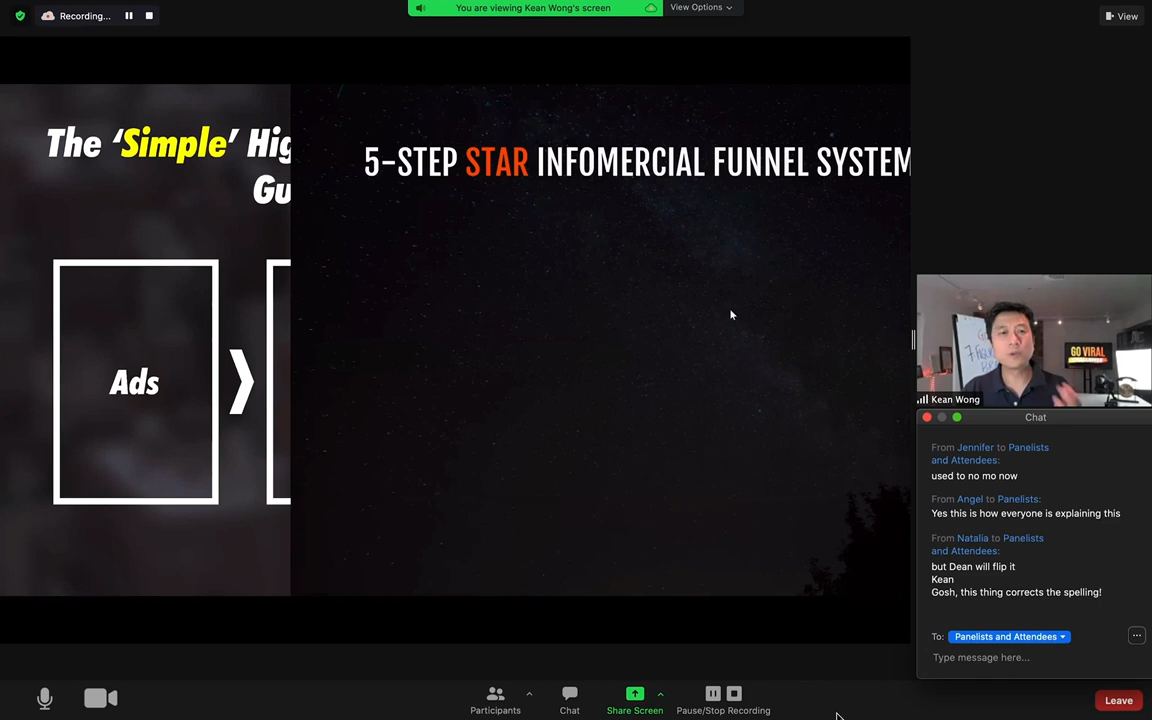 Recording...
You are viewing Kean Wong's screen
View Options
View
The 'Simple' Hig
Gu
Ads
5-STEP STAR INFOMERCIAL FUNNEL SYSTEM
GO VIRAL
Kean Wong
Chat
From Jennifer to Panelists
and Attendees:
used to no mo now
From Angel to Panelists:
Yes this is how everyone is explaining this
From Natalia to Panelists
and Attendees:
but Dean will flip it
Kean
Gosh, this thing corrects the spelling!
To: Panelists and Attendees
Type message here...
Participants
Chat
Share Screen
Pause/Stop Recording
Leave